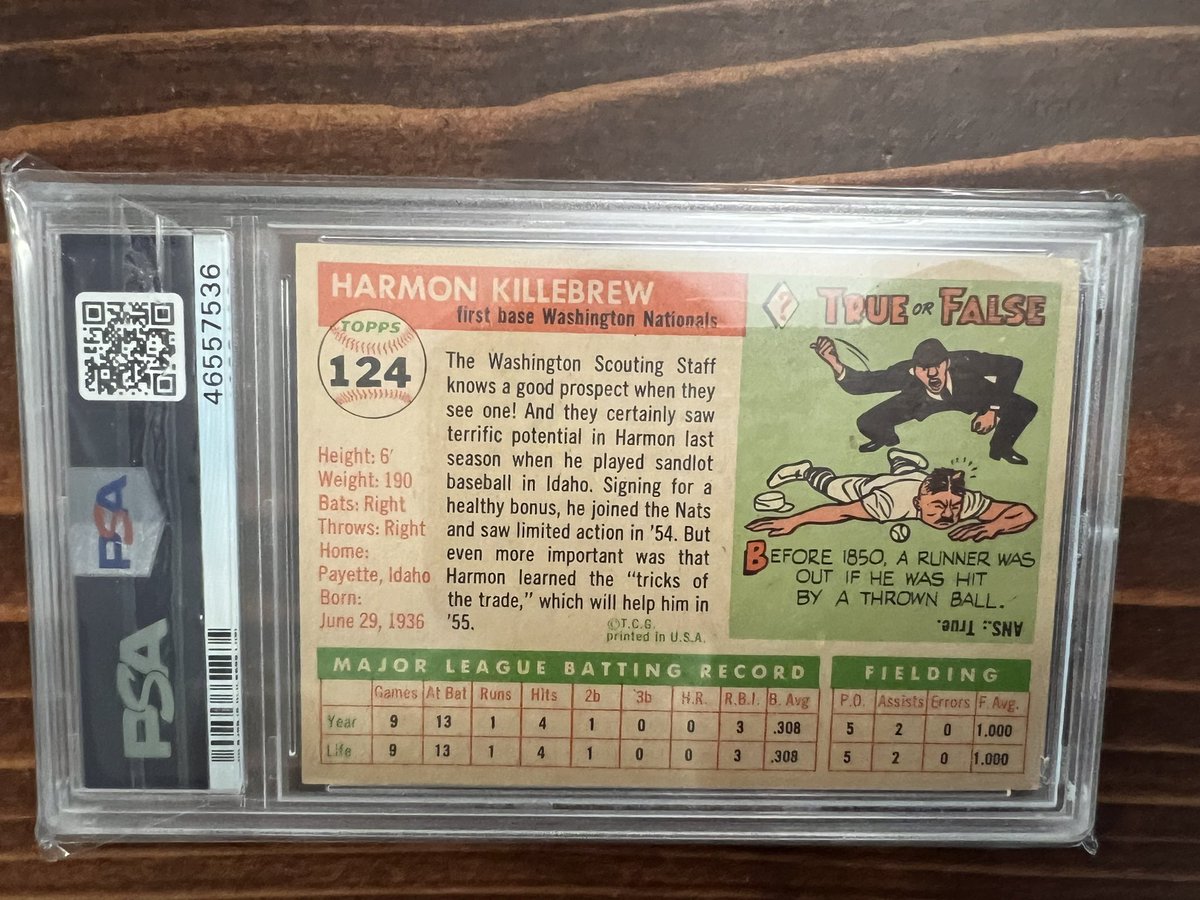 46557536
PSA
PSA
HARMON KILLEBREW
first base Washington Nationals
TOPPS
124
Height: 6'
Weight: 190
Bats: Right
Throws: Right
Home:
Payette, Idaho
Born:
June 29, 1936
The Washington Scouting Staff
knows a good prospect when they
see one! And they certainly saw
terrific potential in Harmon last
season when he played sandlot
baseball in Idaho. Signing for a
healthy bonus, he joined the Nats
and saw limited action in '54. But
even more important was that
Harmon learned the "tricks of
the trade," which will help him in
'55.
©T.C.G.
printed in U.S.A.
? TRUE OR FALSE
BEFORE 1850, A RUNNER WAS
OUT IF HE WAS HIT
BY A THROWN BALL.
ANS.: True.
MAJOR LEAGUE BATTING RECORD
Games At Bat Runs Hits 2b 3b H.R. R.B.I. B. Avg
Year 9 13 1 4 1 0 0 3 .308
Life 9 13 1 4 1 0 0 3 .308
FIELDING
P.O. Assists Errors F. Avg.
5 2 0 1.000
5 2 0 1.000